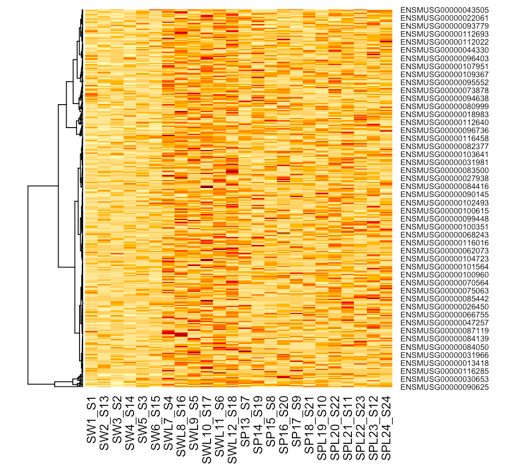 ENSMUSG00000043505
ENSMUSG00000022061
ENSMUSG00000093779
ENSMUSG00000112693
ENSMUSG00000112022
ENSMUSG00000044330
ENSMUSG00000096403
ENSMUSG00000107951
ENSMUSG00000109367
ENSMUSG00000095552
ENSMUSG00000073878
ENSMUSG00000094638
ENSMUSG00000080999
ENSMUSG00000018983
ENSMUSG00000112640
ENSMUSG00000096736
ENSMUSG00000116458
ENSMUSG00000082377
ENSMUSG00000103641
ENSMUSG00000031981
ENSMUSG00000083500
ENSMUSG00000027938
ENSMUSG00000084416
ENSMUSG00000090145
ENSMUSG00000102493
ENSMUSG00000100615
ENSMUSG00000099448
ENSMUSG00000100351
ENSMUSG00000068243
ENSMUSG00000116016
ENSMUSG00000062073
ENSMUSG00000104723
ENSMUSG00000101564
ENSMUSG00000100960
ENSMUSG00000070564
ENSMUSG00000075063
ENSMUSG00000085442
ENSMUSG00000026450
ENSMUSG00000066755
ENSMUSG00000047257
ENSMUSG00000087119
ENSMUSG00000084139
ENSMUSG00000084050
ENSMUSG00000031966
ENSMUSG00000013418
ENSMUSG00000116285
ENSMUSG00000030653
ENSMUSG00000090625
SW1_S1
SW2_S13
SW3_S2
SW4_S14
SW5_S3
SW6_S15
SWL7_S4
SWL8_S16
SWL9_S5
SWL10_S17
SWL11_S6
SWL12_S18
SP13_S7
SP14_S19
SP15_S8
SP16_S20
SP17_S9
SP18_S21
SPL19_S10
SPL20_S22
SPL21_S11
SPL22_S23
SPL23_S12
SPL24_S24